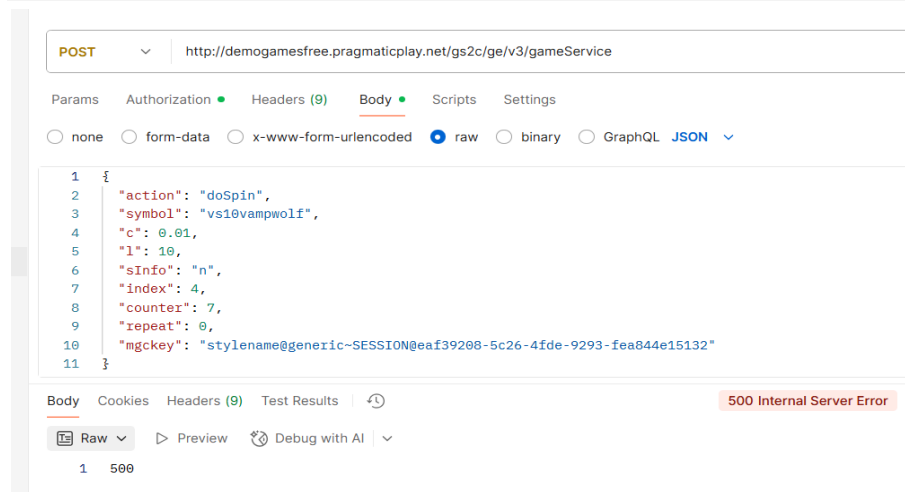 POST http://demogamesfree.pragmaticplay.net/gs2c/ge/v3/gameService
Params Authorization Headers (9) Body Scripts Settings
none form-data x-www-form-urlencoded raw binary GraphQL JSON
1 {
2 "action": "doSpin",
3 "symbol": "vs10vampwolf",
4 "c": 0.01,
5 "l": 10,
6 "sInfo": "n",
7 "index": 4,
8 "counter": 7,
9 "repeat": 0,
10 "mgckey": "stylename@generic~SESSION@eaf39208-5c26-4fde-9293-fea844e15132"
11 }
Body Cookies Headers (9) Test Results 500 Internal Server Error
Raw Preview Debug with AI
1 500